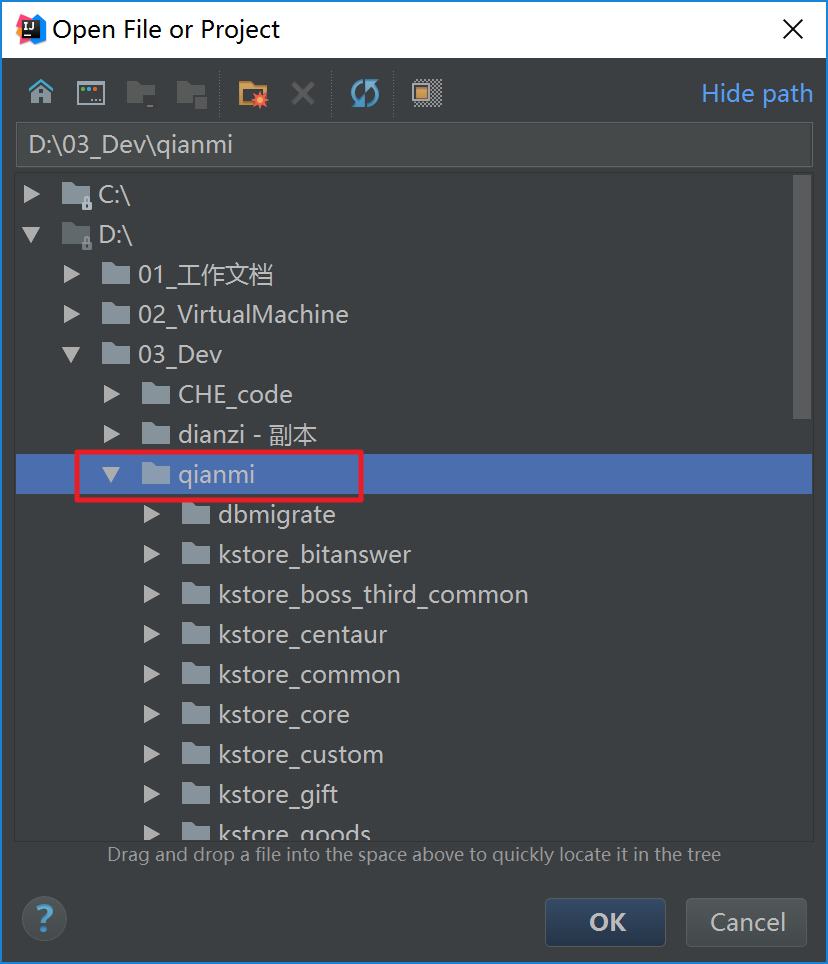 IJ Open File or Project
Hide path
D:\03_Dev\qianmi
C:\
D:\
01_工作文档
02_VirtualMachine
03_Dev
CHE_code
dianzi - 副本
qianmi
dbmigrate
kstore_bitanswer
kstore_boss_third_common
kstore_centaur
kstore_common
kstore_core
kstore_custom
kstore_gift
kstore_goods
Drag and drop a file into the space above to quickly locate it in the tree
? OK Cancel